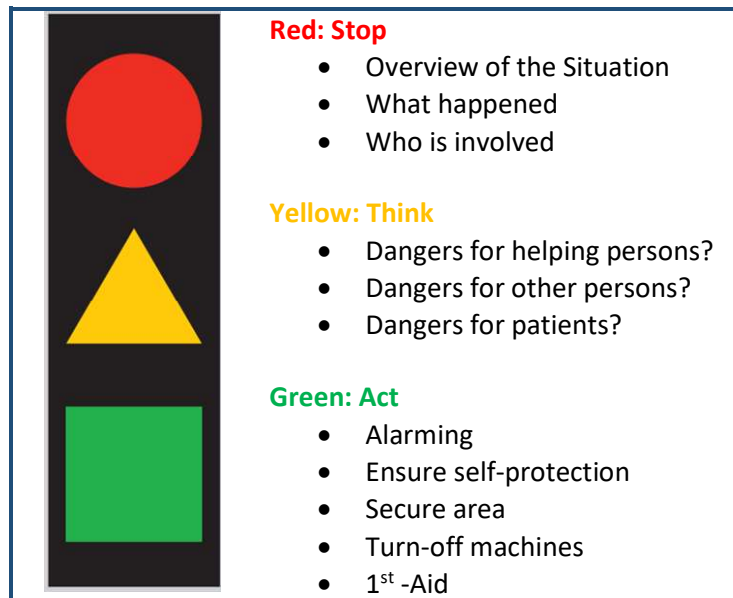 Red: Stop
• Overview of the Situation
• What happened
• Who is involved
Yellow: Think
• Dangers for helping persons?
• Dangers for other persons?
• Dangers for patients?
Green: Act
• Alarming
• Ensure self-protection
• Secure area
• Turn-off machines
• 1st -Aid